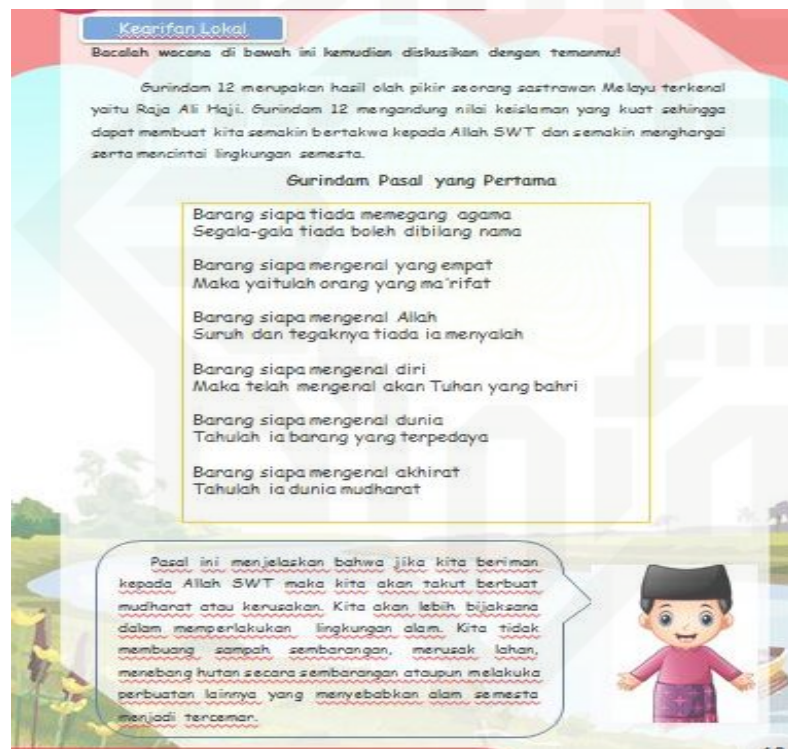 Kearifan Lokal
Bacalah wacana di bawah ini kemudian diskusikan dengan temanmu!
Gurindam 12 merupakan hasil olah pikir seorang sastrawan Melayu terkenal
yaitu Raja Ali Haji. Gurindam 12 mengandung nilai keislaman yang kuat sehingga
dapat membuat kita semakin bertakwa kepada Allah SWT dan semakin menghargai
serta mencintai lingkungan semesta.
Gurindam Pasal yang Pertama
Barang siapa tiada memegang agama
Segala-gala tiada boleh dibilang nama
Barang siapa mengenal yang empat
Maka yaitulah orang yang ma'rifat
Barang siapa mengenal Allah
Suruh dan tegaknya tiada ia menyalah
Barang siapa mengenal diri
Maka telah mengenal akan Tuhan yang bahri
Barang siapa mengenal dunia
Tahulah ia barang yang terpedaya
Barang siapa mengenal akhirat
Tahulah ia dunia mudharat
Pasal ini menjelaskan bahwa jika kita beriman
kepada Allah SWT maka kita akan takut berbuat
mudharat atau kerusakan. Kita akan lebih bijaksana
dalam memperlakukan lingkungan alam. Kita tidak
membuang sampah sembarangan, merusak lahan,
menebang hutan secara sembarangan ataupun melakuka
perbuatan lainnya yang menyebabkan alam semesta
menjadi tercemar.